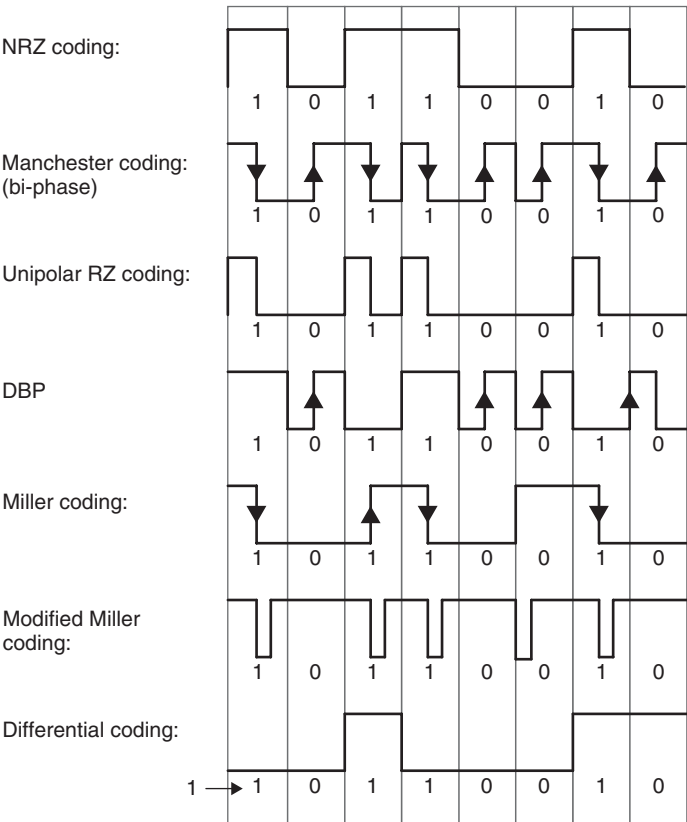 NRZ coding:
1 0 1 1 0 0 1 0
Manchester coding:
(bi-phase)
1 0 1 1 0 0 1 0
Unipolar RZ coding:
1 0 1 1 0 0 1 0
DBP
1 0 1 1 0 0 1 0
Miller coding:
1 0 1 1 0 0 1 0
Modified Miller
coding:
1 0 1 1 0 0 1 0
Differential coding:
1 1 0 1 1 0 0 1 0